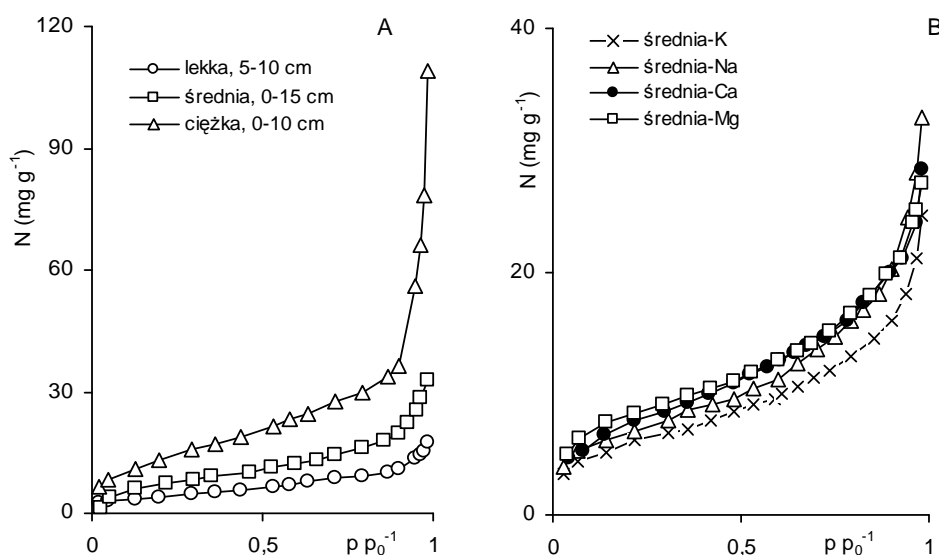 A
120
90
60
30
0
N (mg g⁻¹)
lekka, 5-10 cm
średnia, 0-15 cm
ciężka, 0-10 cm
0
0,5
1
p p₀⁻¹
B
40
20
0
N (mg g⁻¹)
średnia-K
średnia-Na
średnia-Ca
średnia-Mg
0
0,5
1
p p₀⁻¹